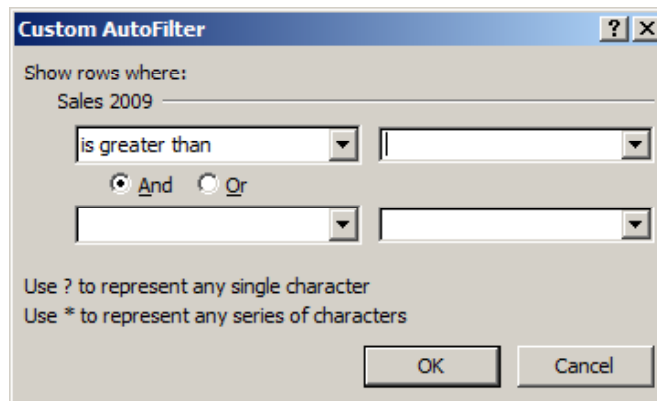 Custom AutoFilter ? X
Show rows where:
Sales 2009
is greater than
And Or
Use ? to represent any single character
Use * to represent any series of characters
OK Cancel